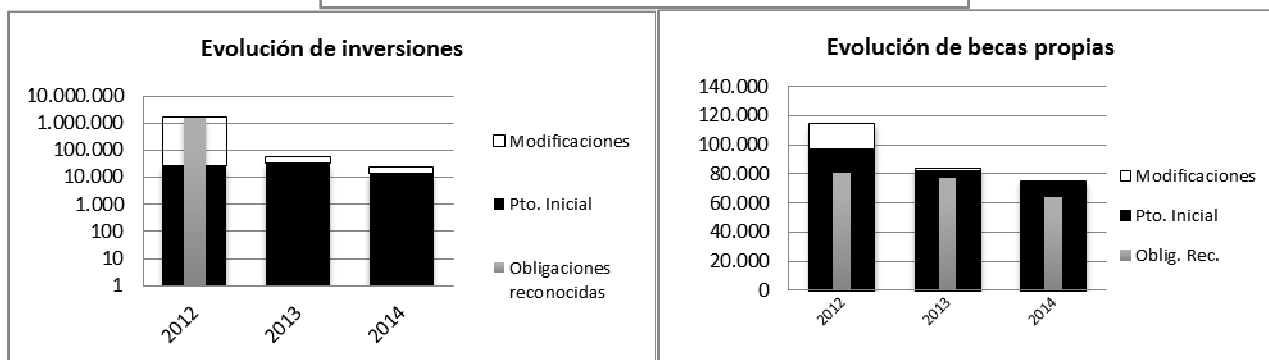 Evolución de inversiones
10.000.000
1.000.000
100.000
10.000
1.000
100
10
1
2012
2013
2014
Modificaciones
Pto. Inicial
Obligaciones
reconocidas
Evolución de becas propias
140.000
120.000
100.000
80.000
60.000
40.000
20.000
0
2012
2013
2014
Modificaciones
Pto. Inicial
Oblig. Rec.